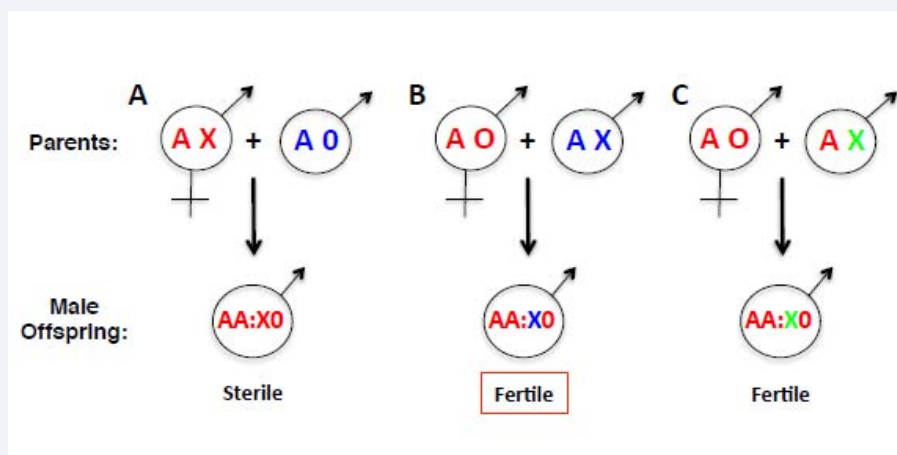 A B C
Parents: A X + A 0 A O + A X A O + A X
Male
Offspring: AA:X0 AA:X0 AA:X0
Sterile Fertile Fertile